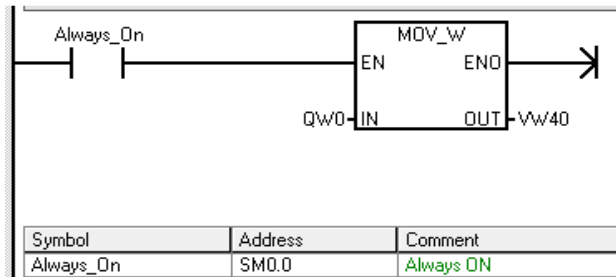 Always_On
MOV_W
EN ENO
QW0 IN OUT VW40
Symbol Address Comment
Always_On SM0.0 Always ON